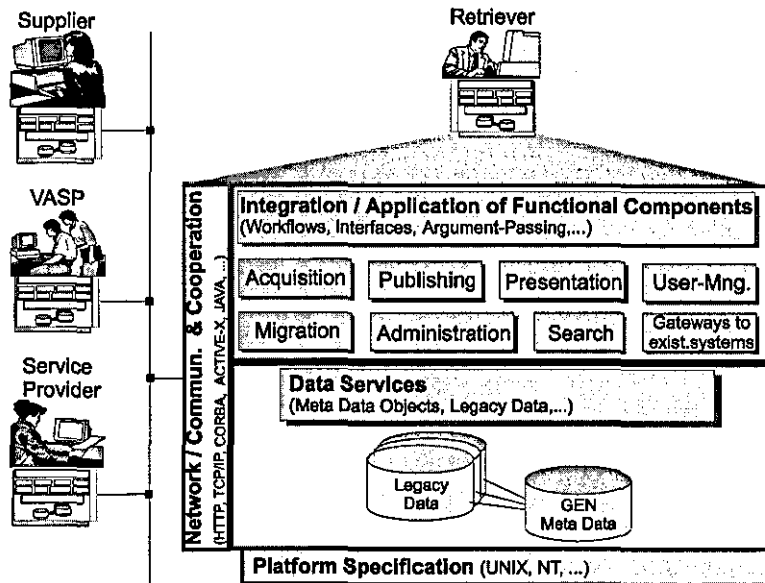 Supplier
Retriever
VASP
Service
Provider
Network / Commun. & Cooperation
(HTTP, TCP/IP, CORBA, ACTIVE-X, JAVA, ...)
Integration / Application of Functional Components
(Workflows, Interfaces, Argument-Passing,...)
Acquisition
Publishing
Presentation
User-Mng.
Migration
Administration
Search
Gateways to
exist.systems
Data Services
(Meta Data Objects, Legacy Data,...)
Legacy
Data
GEN
Meta Data
Platform Specification (UNIX, NT, ...)